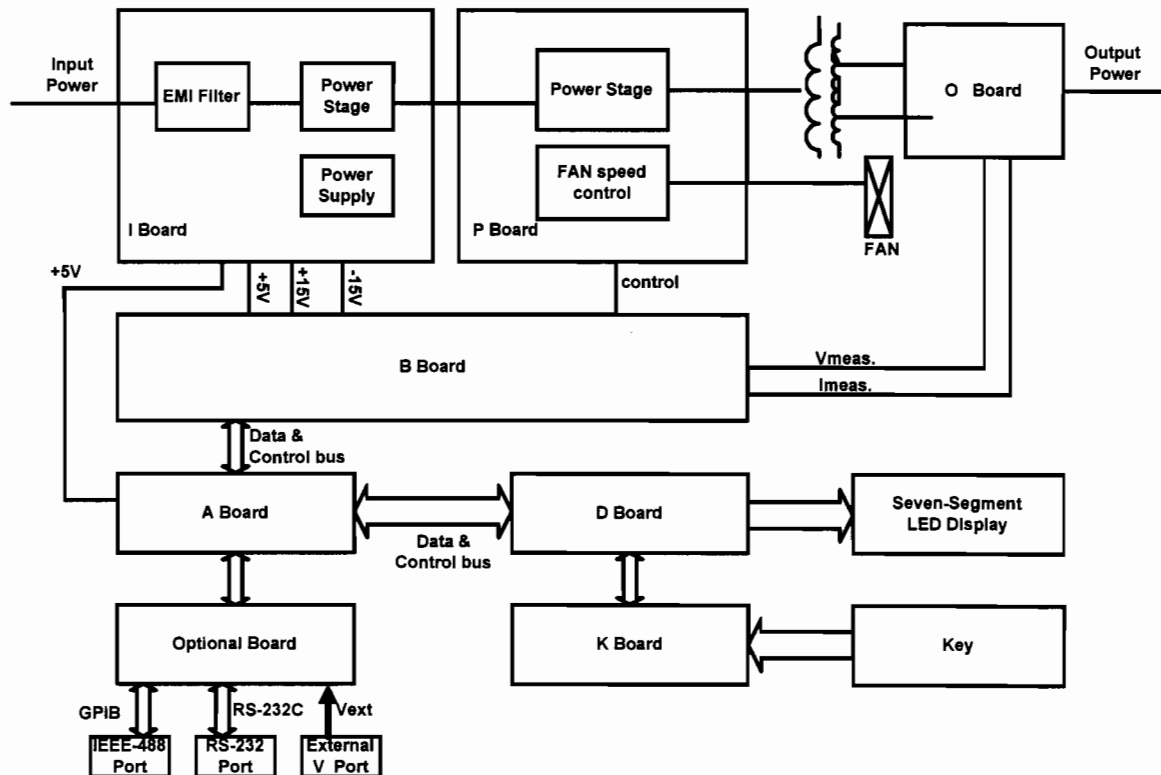 Input
Power
EMI Filter
Power
Stage
Power
Supply
I Board
Power Stage
FAN speed
control
P Board
O Board
Output
Power
FAN
+5V
+5V
+15V
-15V
control
B Board
Vmeas.
Imeas.
Data &
Control bus
A Board
Data &
Control bus
D Board
Seven-Segment
LED Display
Optional Board
K Board
Key
GPIB
RS-232C
Vext
IEEE-488
Port
RS-232
Port
External
V Port